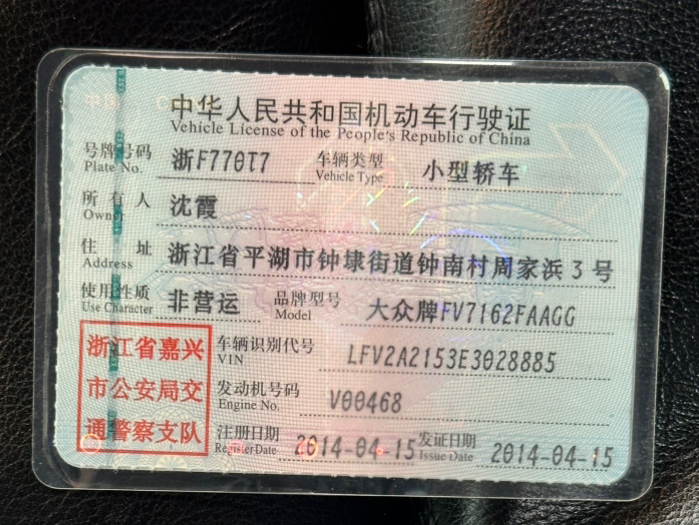 中华人民共和国机动车行驶证
Vehicle License of the People's Republic of China
号牌号码 浙F770T7 车辆类型 小型轿车
Plate No. Vehicle Type
所有人 沈霞
Owner
住址 浙江省平湖市钟埭街道钟南村周家浜3号
Address
使用性质 非营运 品牌型号 大众牌FV7162FAAGG
Use Character Model
浙江省嘉兴
市公安局交
通警察支队
车辆识别代号 LFV2A2153E3028885
VIN
发动机号码 V00468
Engine No.
注册日期 2014-04-15 发证日期 2014-04-15
Register Date Issue Date